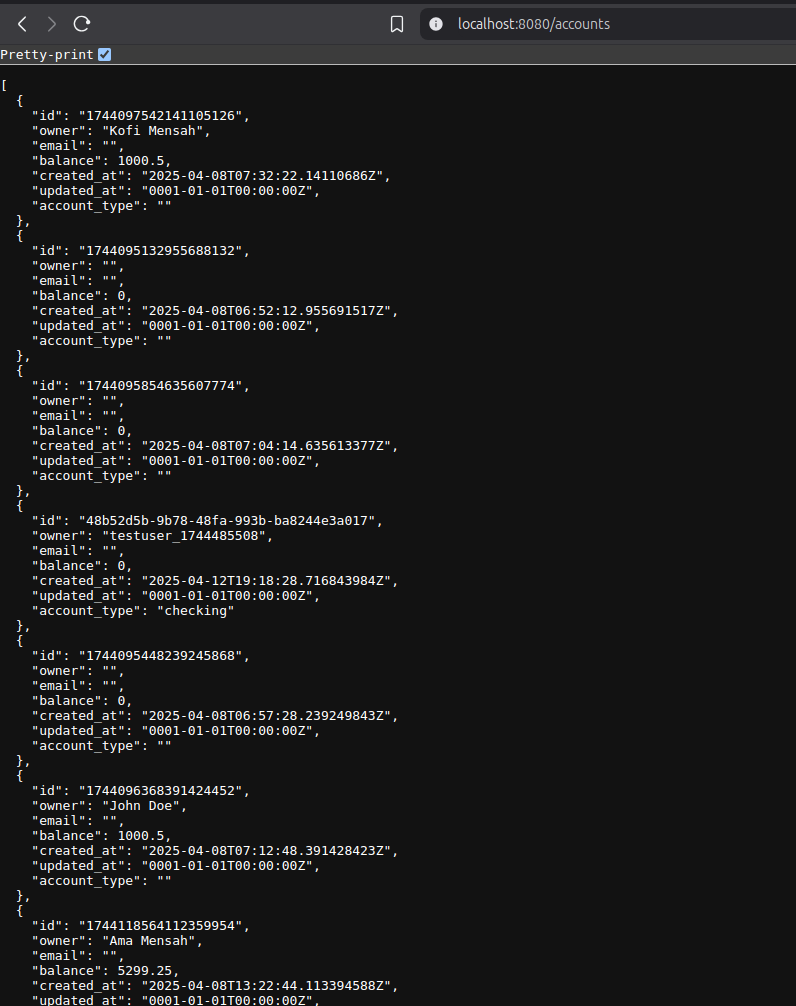 localhost:8080/accounts
Pretty-print
[
  {
    "id": "1744097542141105126",
    "owner": "Kofi Mensah",
    "email": "",
    "balance": 1000.5,
    "created_at": "2025-04-08T07:32:22.14110686Z",
    "updated_at": "0001-01-01T00:00:00Z",
    "account_type": ""
  },
  {
    "id": "1744095132955688132",
    "owner": "",
    "email": "",
    "balance": 0,
    "created_at": "2025-04-08T06:52:12.955691517Z",
    "updated_at": "0001-01-01T00:00:00Z",
    "account_type": ""
  },
  {
    "id": "1744095854635607774",
    "owner": "",
    "email": "",
    "balance": 0,
    "created_at": "2025-04-08T07:04:14.635613377Z",
    "updated_at": "0001-01-01T00:00:00Z",
    "account_type": ""
  },
  {
    "id": "48b52d5b-9b78-48fa-993b-ba8244e3a017",
    "owner": "testuser_1744485508",
    "email": "",
    "balance": 0,
    "created_at": "2025-04-12T19:18:28.716843984Z",
    "updated_at": "0001-01-01T00:00:00Z",
    "account_type": "checking"
  },
  {
    "id": "1744095448239245868",
    "owner": "",
    "email": "",
    "balance": 0,
    "created_at": "2025-04-08T06:57:28.239249843Z",
    "updated_at": "0001-01-01T00:00:00Z",
    "account_type": ""
  },
  {
    "id": "1744096368391424452",
    "owner": "John Doe",
    "email": "",
    "balance": 1000.5,
    "created_at": "2025-04-08T07:12:48.391428423Z",
    "updated_at": "0001-01-01T00:00:00Z",
    "account_type": ""
  },
  {
    "id": "1744118564112359954",
    "owner": "Ama Mensah",
    "email": "",
    "balance": 5299.25,
    "created_at": "2025-04-08T13:22:44.113394588Z",
    "updated_at": "0001-01-01T00:00:00Z",